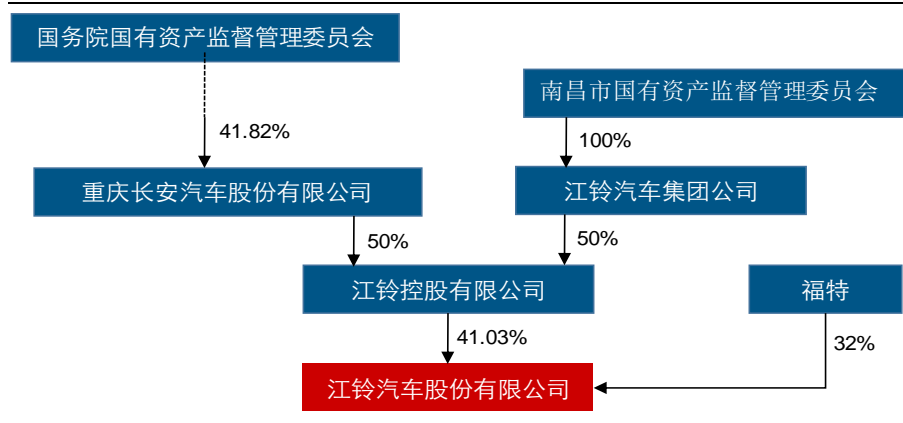 国务院国有资产监督管理委员会
南昌市国有资产监督管理委员会
41.82%
100%
重庆长安汽车股份有限公司
江铃汽车集团公司
50%
50%
江铃控股有限公司
福特
41.03%
32%
江铃汽车股份有限公司